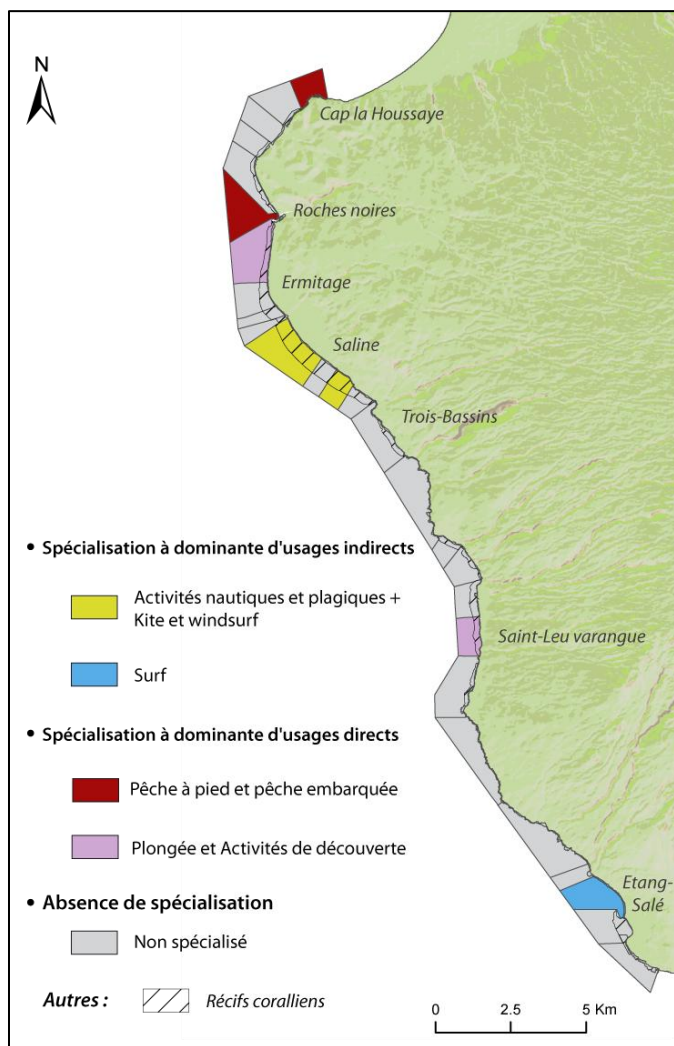 N
Cap la Houssaye
Roches noires
Ermitage
Saline
Trois-Bassins
Saint-Leu varangue
Etang-
Salé
• Spécialisation à dominante d'usages indirects
Activités nautiques et plagiques +
Kite et windsurf
Surf
• Spécialisation à dominante d'usages directs
Pêche à pied et pêche embarquée
Plongée et Activités de découverte
• Absence de spécialisation
Non spécialisé
Autres : Récifs coralliens
0 2.5 5 Km